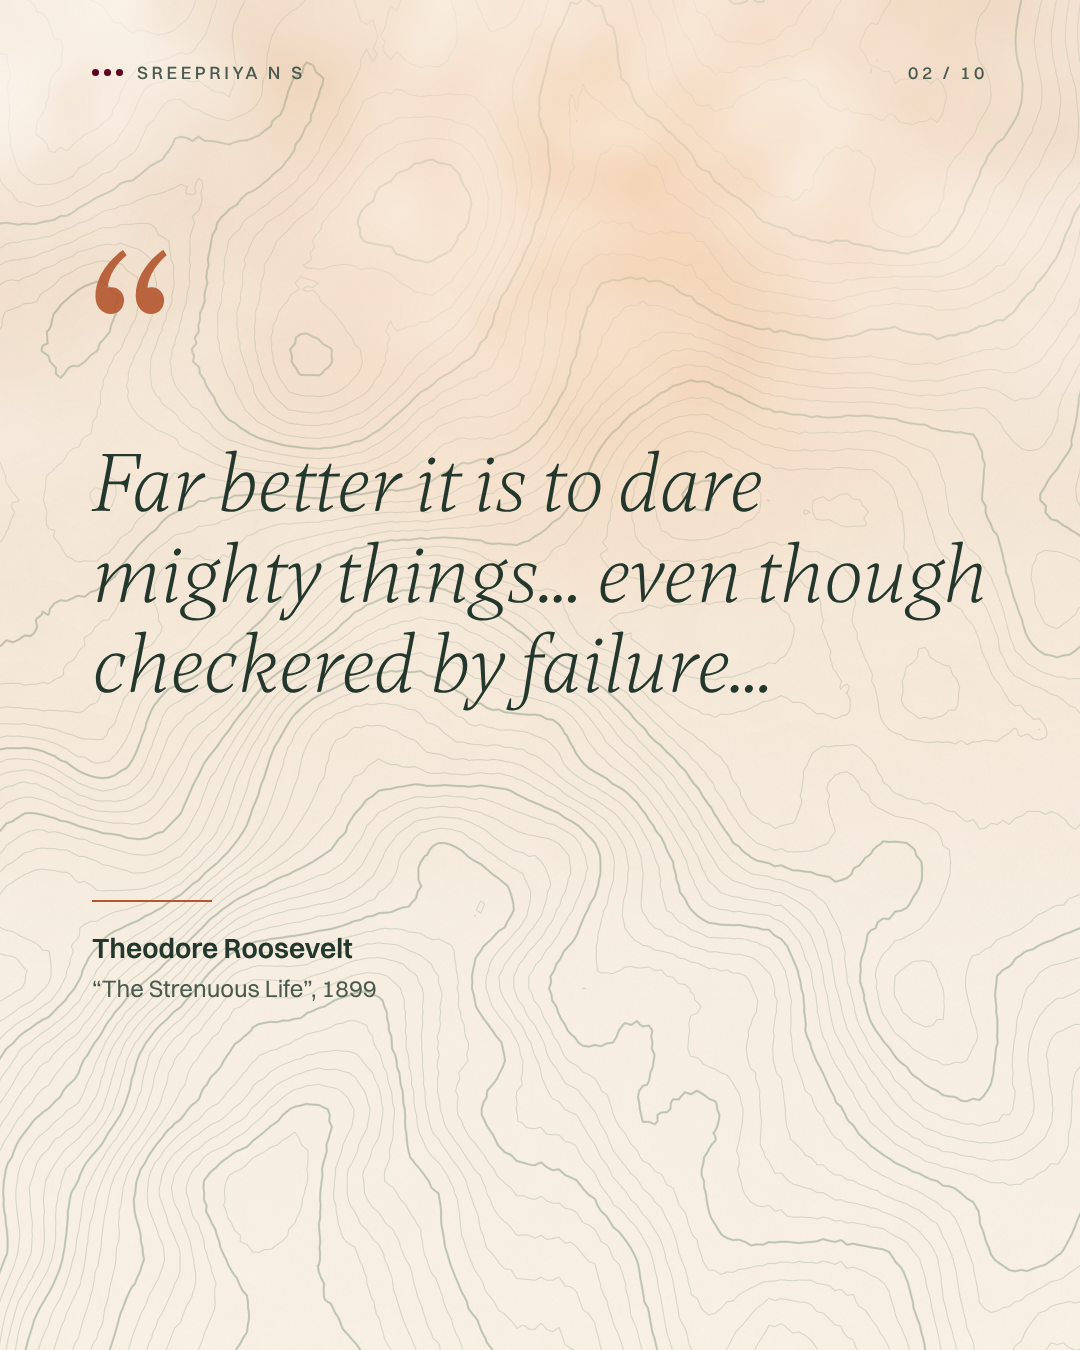 ••• SREEPRIYA N S
02 / 10
“
Far better it is to dare
mighty things... even though
checkered by failure...
Theodore Roosevelt
“The Strenuous Life”, 1899